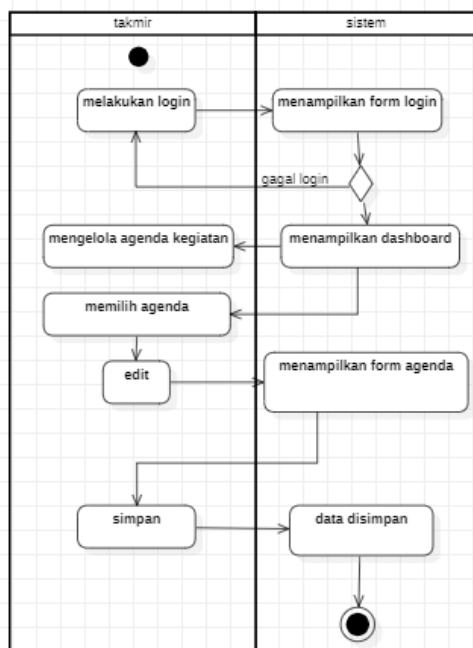 takmir
sistem
melakukan login
menampilkan form login
gagal login
mengelola agenda kegiatan
menampilkan dashboard
memilih agenda
edit
menampilkan form agenda
simpan
data disimpan